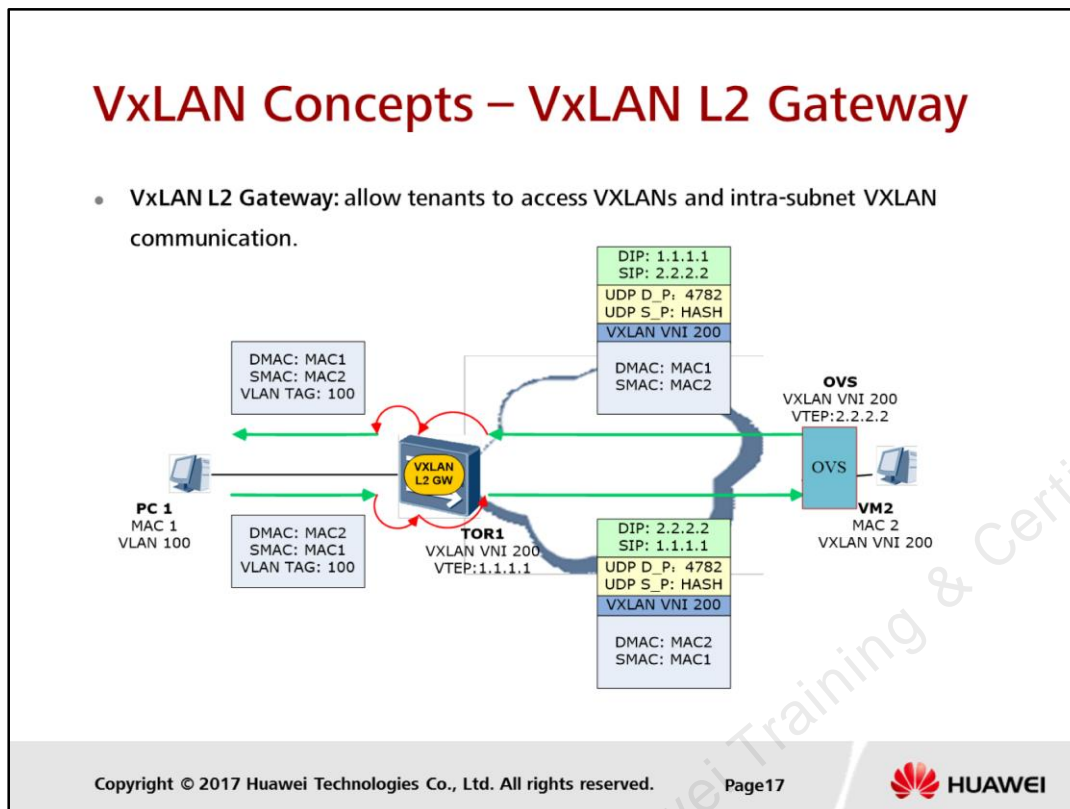 VxLAN Concepts – VxLAN L2 Gateway
• VxLAN L2 Gateway: allow tenants to access VXLANs and intra-subnet VXLAN
communication.
DIP: 1.1.1.1
SIP: 2.2.2.2
UDP D_P: 4782
UDP S_P: HASH
VXLAN VNI 200
DMAC: MAC1
SMAC: MAC2
DMAC: MAC1
SMAC: MAC2
VLAN TAG: 100
OVS
VXLAN VNI 200
VTEP:2.2.2.2
VXLAN
L2 GW
OVS
PC 1
MAC 1
VLAN 100
DMAC: MAC2
SMAC: MAC1
VLAN TAG: 100
TOR1
VXLAN VNI 200
VTEP:1.1.1.1
DIP: 2.2.2.2
SIP: 1.1.1.1
UDP D_P: 4782
UDP S_P: HASH
VXLAN VNI 200
DMAC: MAC2
SMAC: MAC1
VM2
MAC 2
VXLAN VNI 200
Training &
Copyright © 2017 Huawei Technologies Co., Ltd. All rights reserved.
Page17
HUAWEI